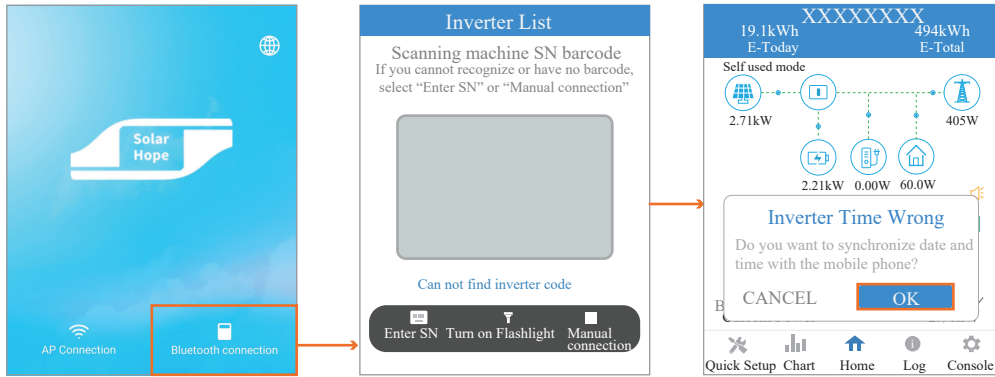 Solar
Hope
AP Connection
Bluetooth connection
Inverter List
Scanning machine SN barcode
If you cannot recognize or have no barcode,
select “Enter SN” or “Manual connection”
Can not find inverter code
Enter SN
Turn on Flashlight
Manual
connection
XXXXXXXX
19.1kWh
E-Today
494kWh
E-Total
Self used mode
2.71kW
405W
2.21kW
0.00W
60.0W
Inverter Time Wrong
Do you want to synchronize date and
time with the mobile phone?
CANCEL
OK
Quick Setup
Chart
Home
Log
Console